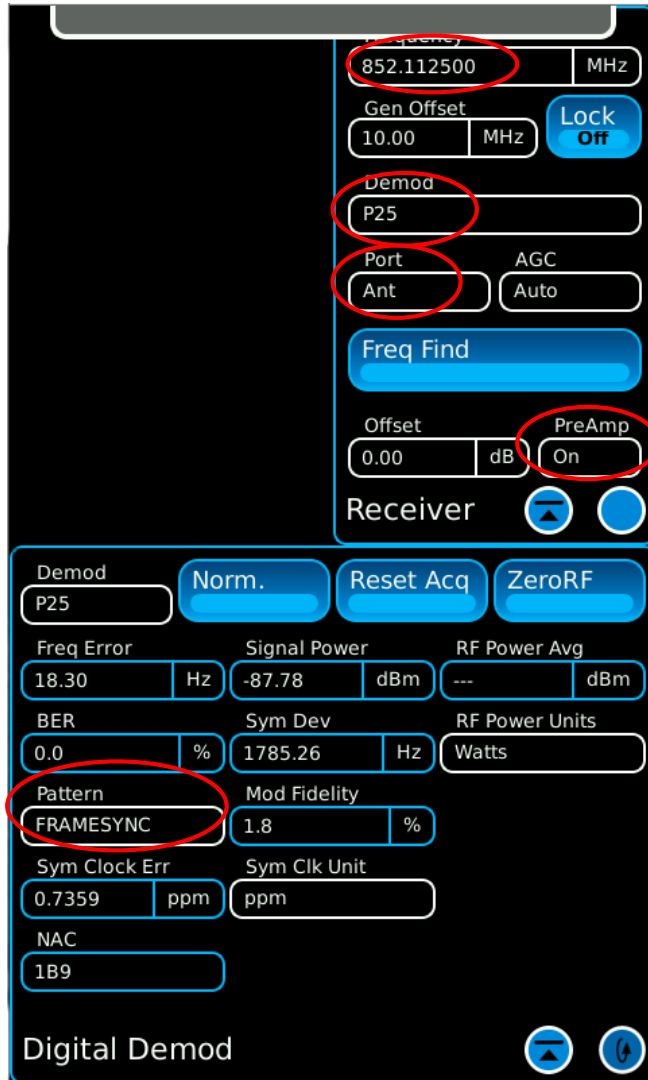 852.112500 MHz
Gen Offset
10.00 MHz
Lock
Off
Demod
P25
Port AGC
Ant Auto
Freq Find
Offset PreAmp
0.00 dB On
Receiver
Demod
P25
Norm. Reset Acq ZeroRF
Freq Error Signal Power RF Power Avg
18.30 Hz -87.78 dBm --- dBm
BER Sym Dev RF Power Units
0.0 % 1785.26 Hz Watts
Pattern Mod Fidelity
FRAMESYNC 1.8 %
Sym Clock Err Sym Clk Unit
0.7359 ppm ppm
NAC
1B9
Digital Demod